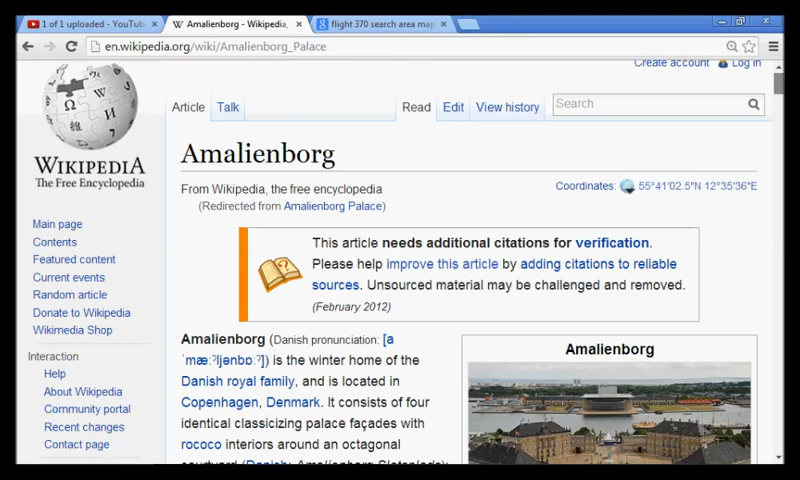 1 of 1 uploaded - YouTub
Amalienborg - Wikipedia,
flight 370 search area map
en.wikipedia.org/wiki/Amalienborg_Palace
Create account Log in
Article Talk Read Edit View history Search
WIKIPEDIA
The Free Encyclopedia
Amalienborg
From Wikipedia, the free encyclopedia
(Redirected from Amalienborg Palace)
Coordinates: 55°41′02.5″N 12°35′36″E
Main page
Contents
Featured content
Current events
Random article
Donate to Wikipedia
Wikimedia Shop
Interaction
Help
About Wikipedia
Community portal
Recent changes
Contact page
This article needs additional citations for verification.
Please help improve this article by adding citations to reliable
sources. Unsourced material may be challenged and removed.
(February 2012)
Amalienborg (Danish pronunciation: [a
ˈmæːˀljənbɒːˀ]) is the winter home of the
Danish royal family, and is located in
Copenhagen, Denmark. It consists of four
identical classicizing palace façades with
rococo interiors around an octagonal
courtyard (Danish: Amalienborg Slotsplads);
Amalienborg